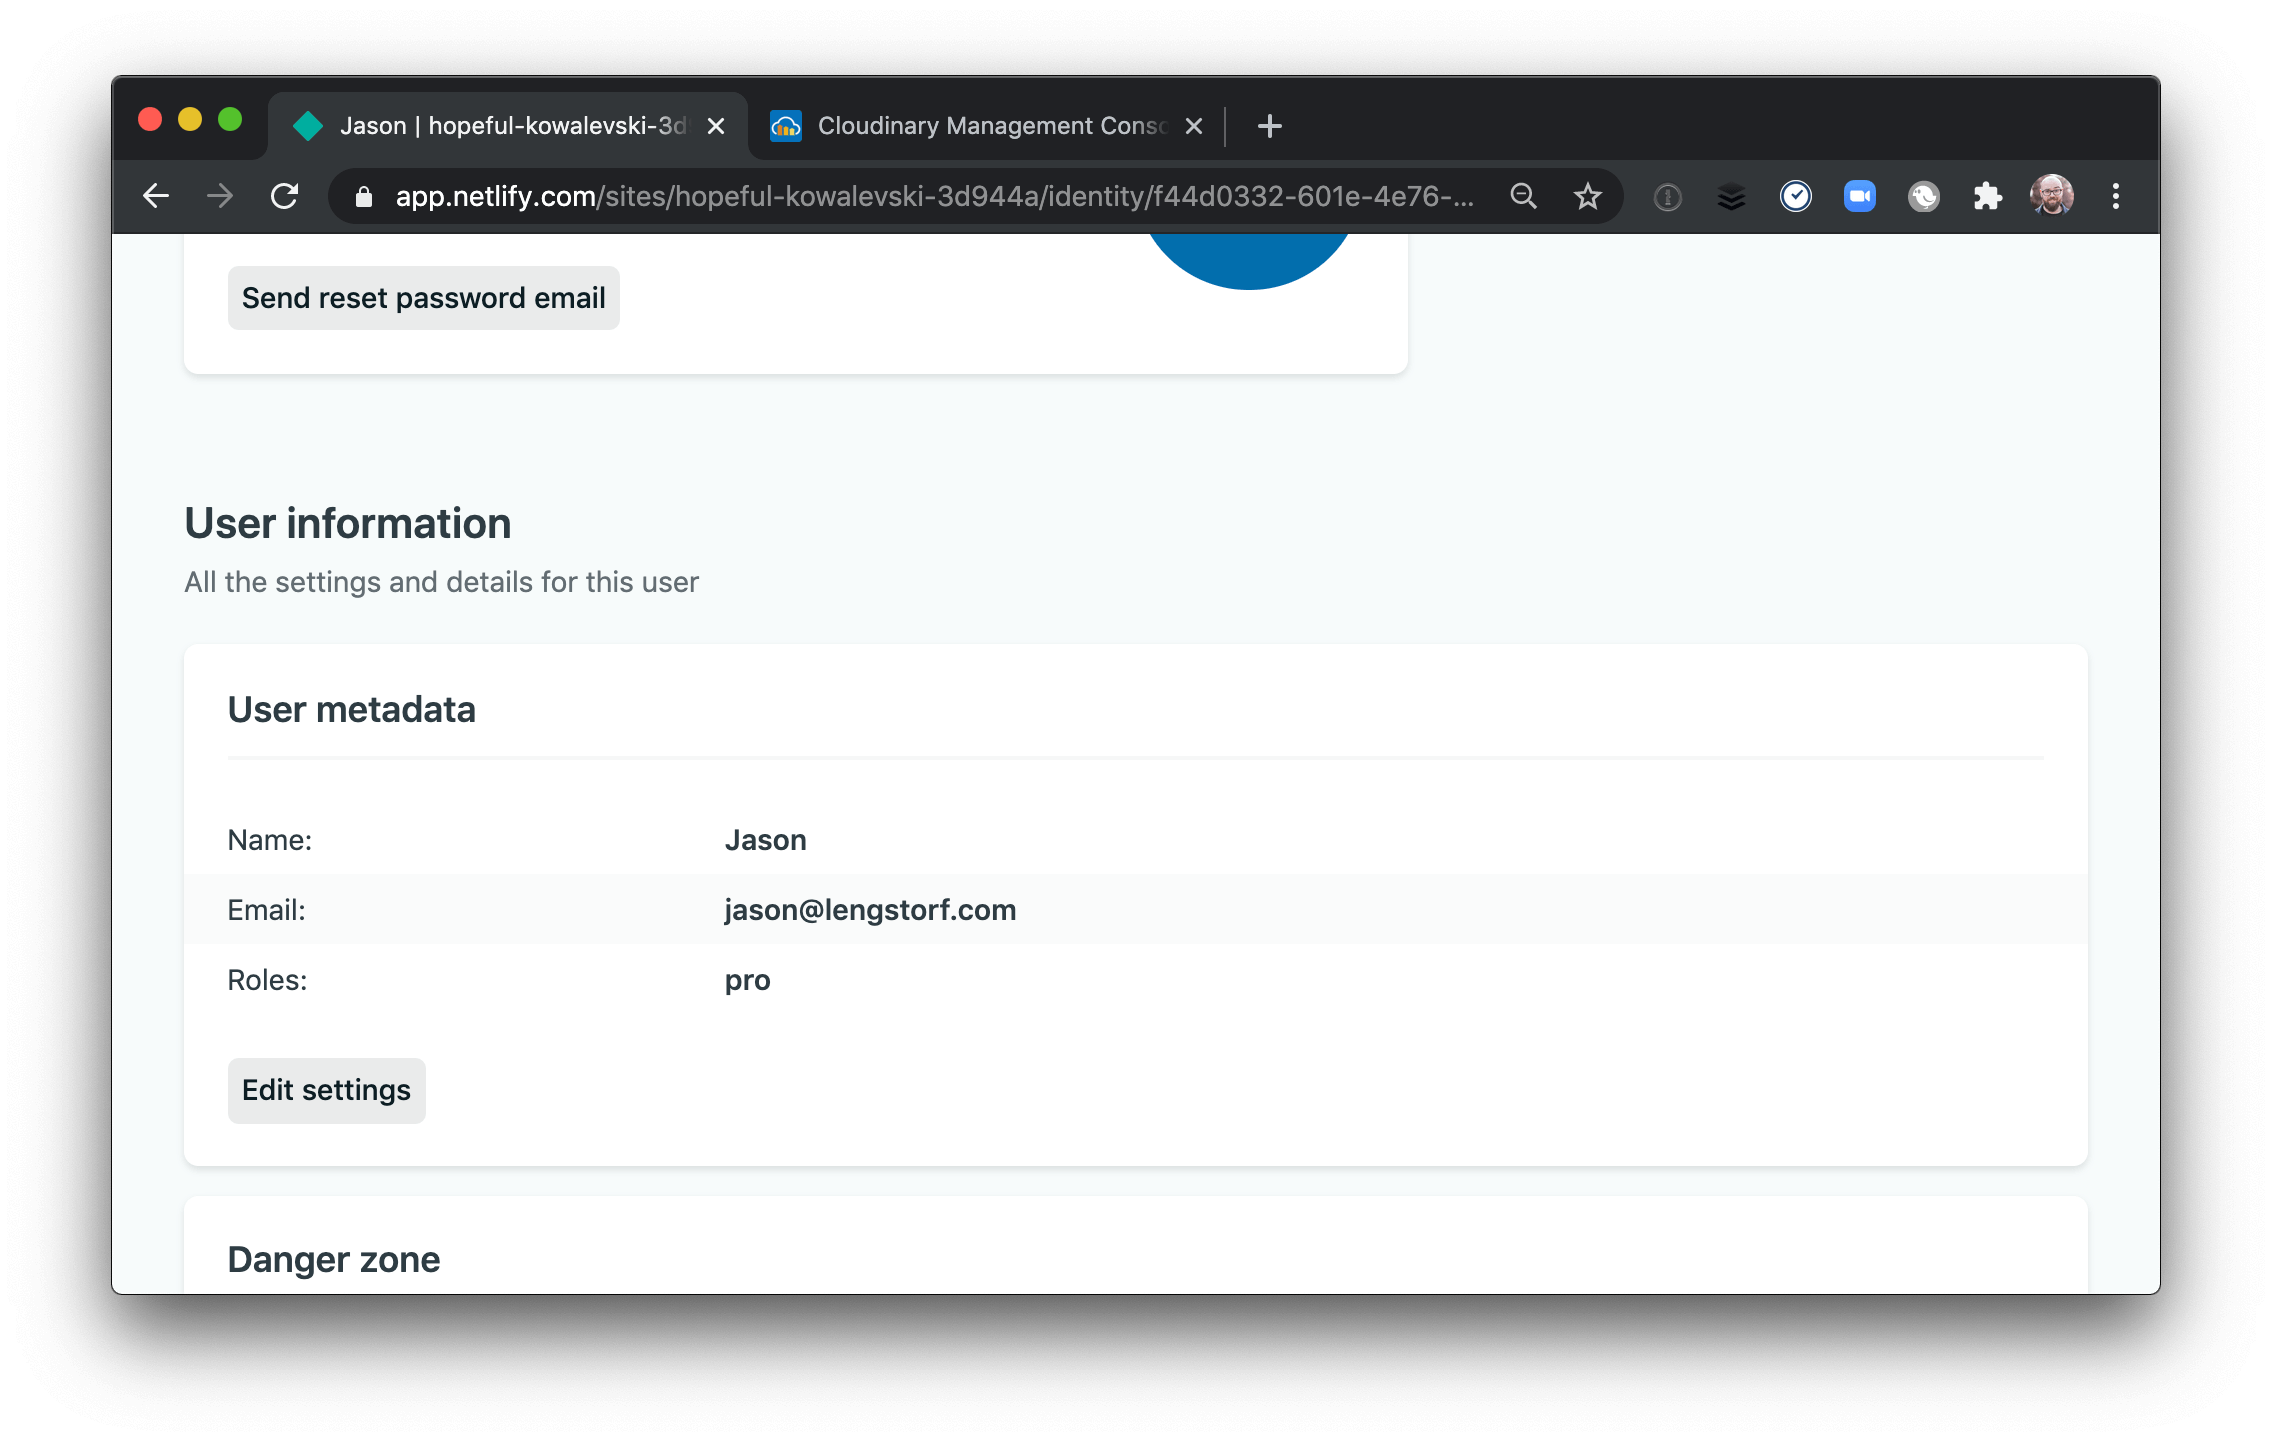 Jason | hopeful-kowalevski-3d
Cloudinary Management Conso
app.netlify.com/sites/hopeful-kowalevski-3d944a/identity/f44d0332-601e-4e76-...
Send reset password email
User information
All the settings and details for this user
User metadata
Name: Jason
Email: jason@lengstorf.com
Roles: pro
Edit settings
Danger zone